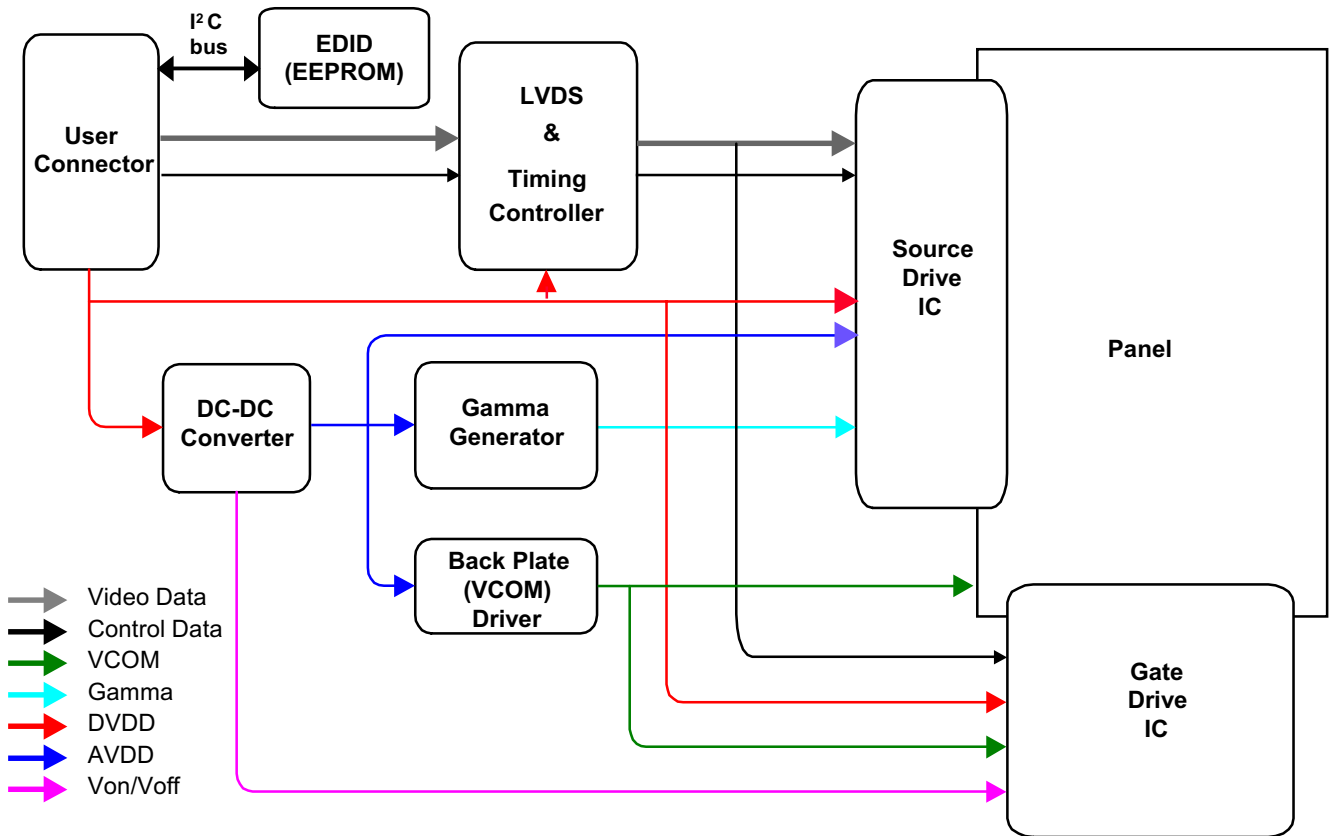 I² C
bus
EDID
(EEPROM)
User
Connector
LVDS
&
Timing
Controller
Source
Drive
IC
Panel
DC-DC
Converter
Gamma
Generator
Back Plate
(VCOM)
Driver
Gate
Drive
IC
Video Data
Control Data
VCOM
Gamma
DVDD
AVDD
Von/Voff